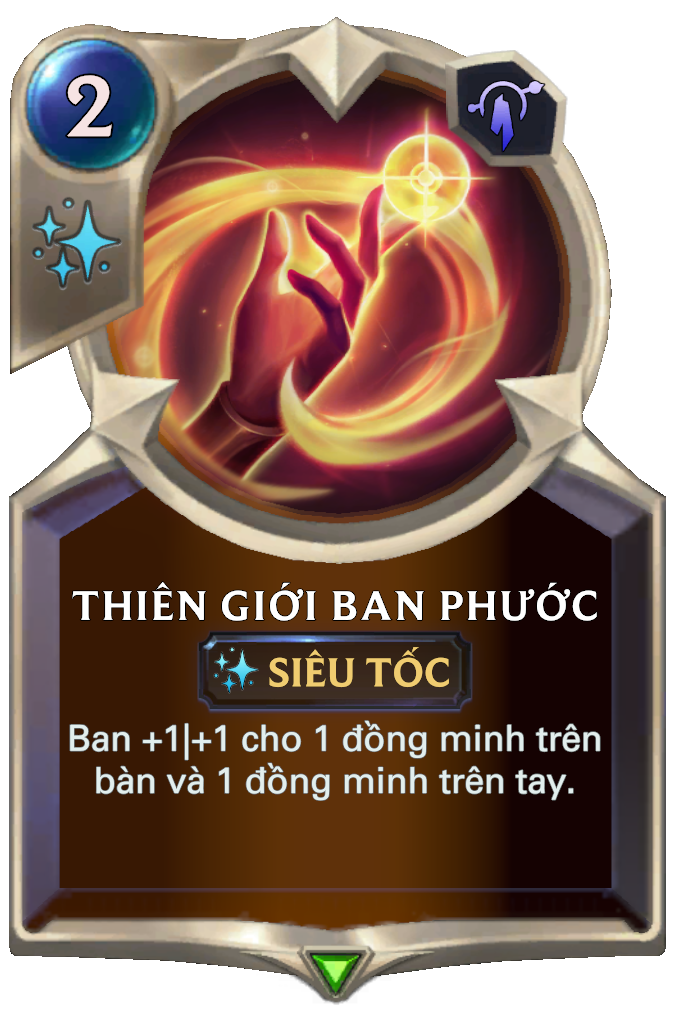 2
THIÊN GIỚI BAN PHƯỚC
SIÊU TỐC
Ban +1|+1 cho 1 đồng minh trên
bàn và 1 đồng minh trên tay.